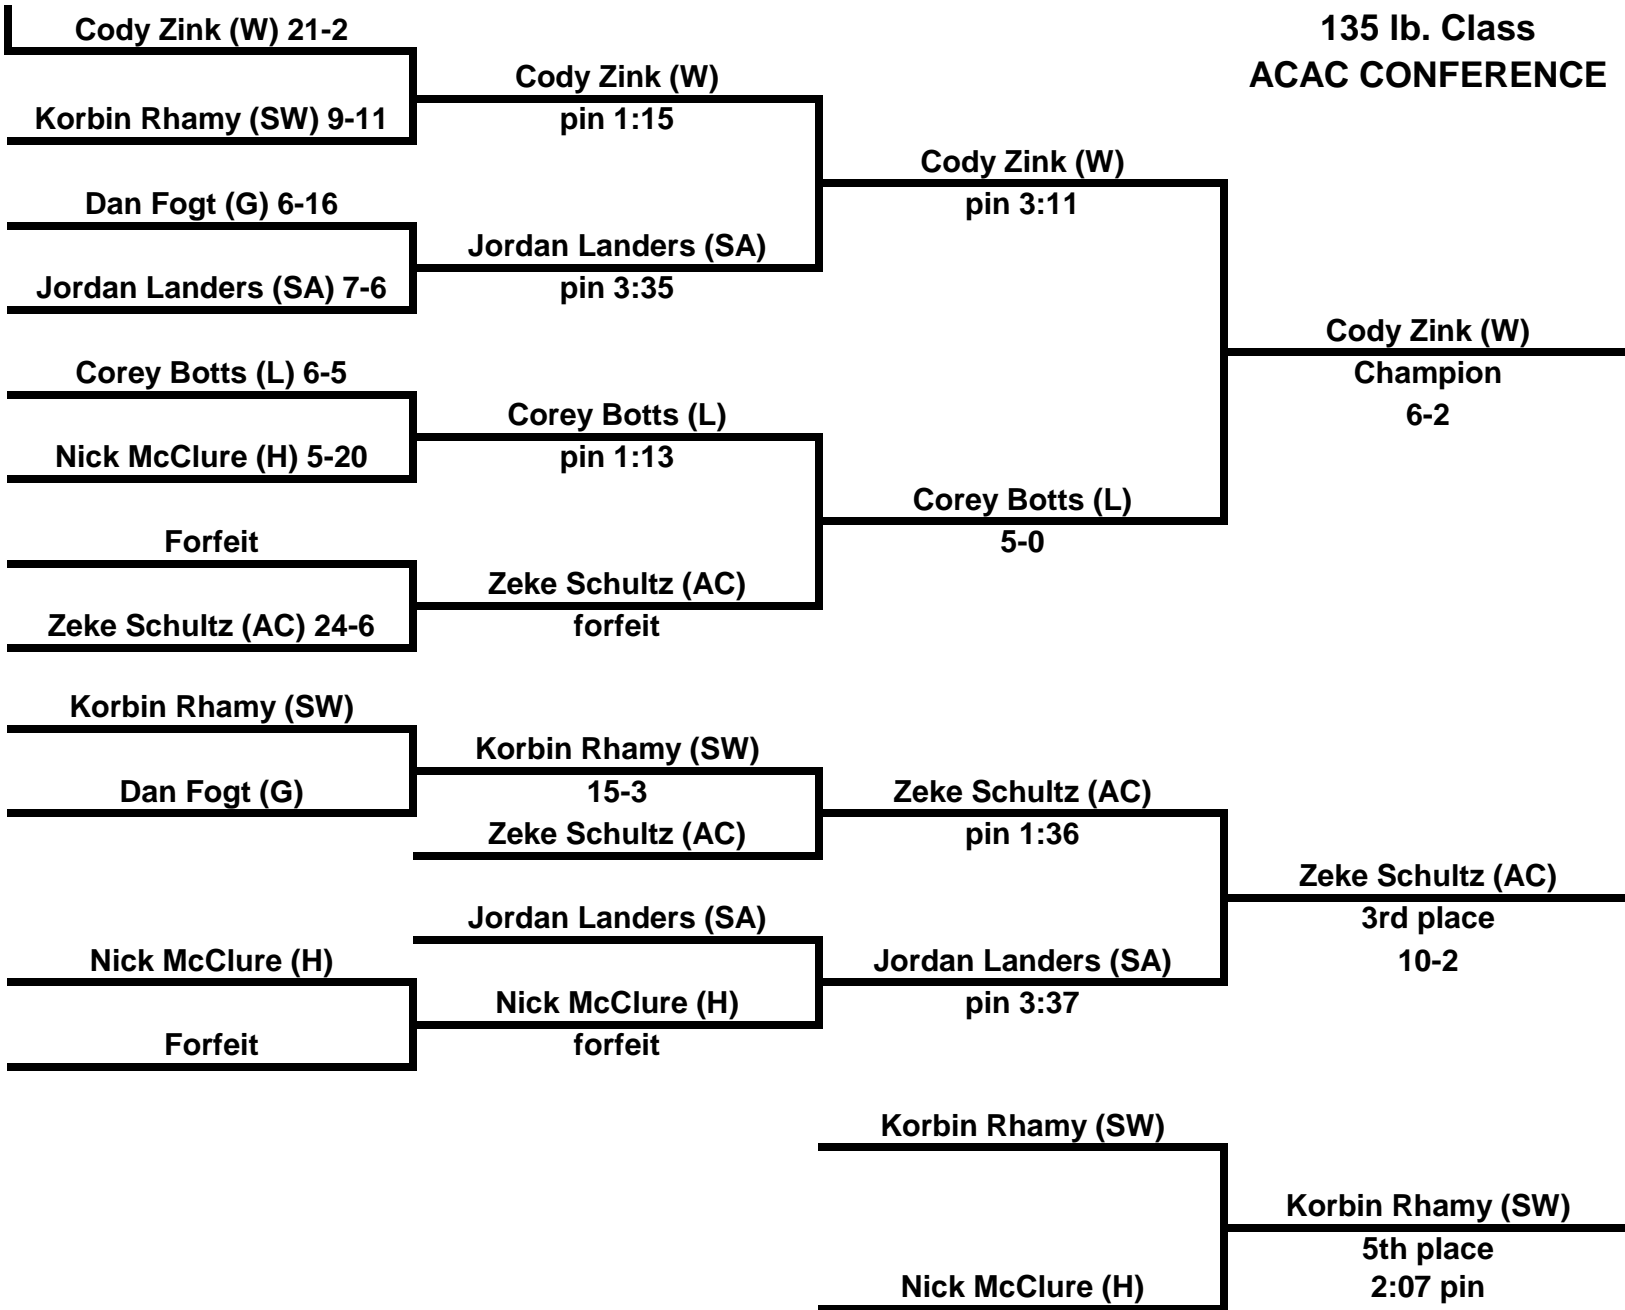 Cody Zink (W) 21-2
135 lb. Class
ACAC CONFERENCE
Cody Zink (W)
pin 1:15
Korbin Rhamy (SW) 9-11
Cody Zink (W)
pin 3:11
Dan Fogt (G) 6-16
Jordan Landers (SA)
pin 3:35
Jordan Landers (SA) 7-6
Cody Zink (W)
Champion
6-2
Corey Botts (L) 6-5
Corey Botts (L)
pin 1:13
Nick McClure (H) 5-20
Corey Botts (L)
5-0
Forfeit
Zeke Schultz (AC)
forfeit
Zeke Schultz (AC) 24-6
Korbin Rhamy (SW)
Korbin Rhamy (SW)
15-3
Dan Fogt (G)
Zeke Schultz (AC)
Zeke Schultz (AC)
pin 1:36
Zeke Schultz (AC)
3rd place
10-2
Jordan Landers (SA)
Nick McClure (H)
Jordan Landers (SA)
pin 3:37
Nick McClure (H)
forfeit
Forfeit
Korbin Rhamy (SW)
Korbin Rhamy (SW)
5th place
2:07 pin
Nick McClure (H)